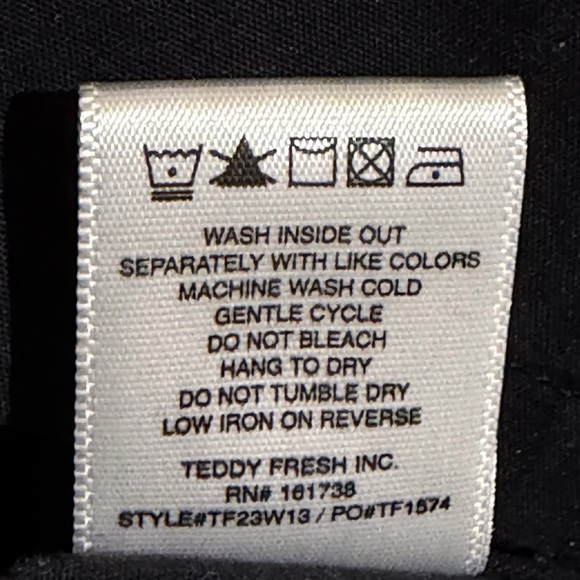 WASH INSIDE OUT
SEPARATELY WITH LIKE COLORS
MACHINE WASH COLD
GENTLE CYCLE
DO NOT BLEACH
HANG TO DRY
DO NOT TUMBLE DRY
LOW IRON ON REVERSE
TEDDY FRESH INC.
RN# 161738
STYLE#TF23W13 / PO#TF1574